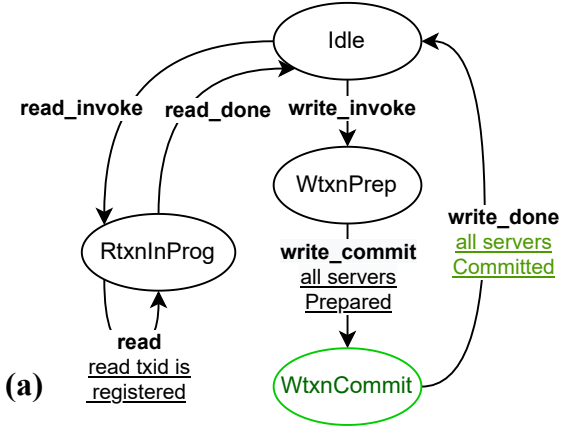 Idle
read_invoke
read_done
write_invoke
WtxnPrep
write_done
all servers
Committed
RtxnInProg
write_commit
all servers
Prepared
read
read txid is
registered
(a)
WtxnCommit